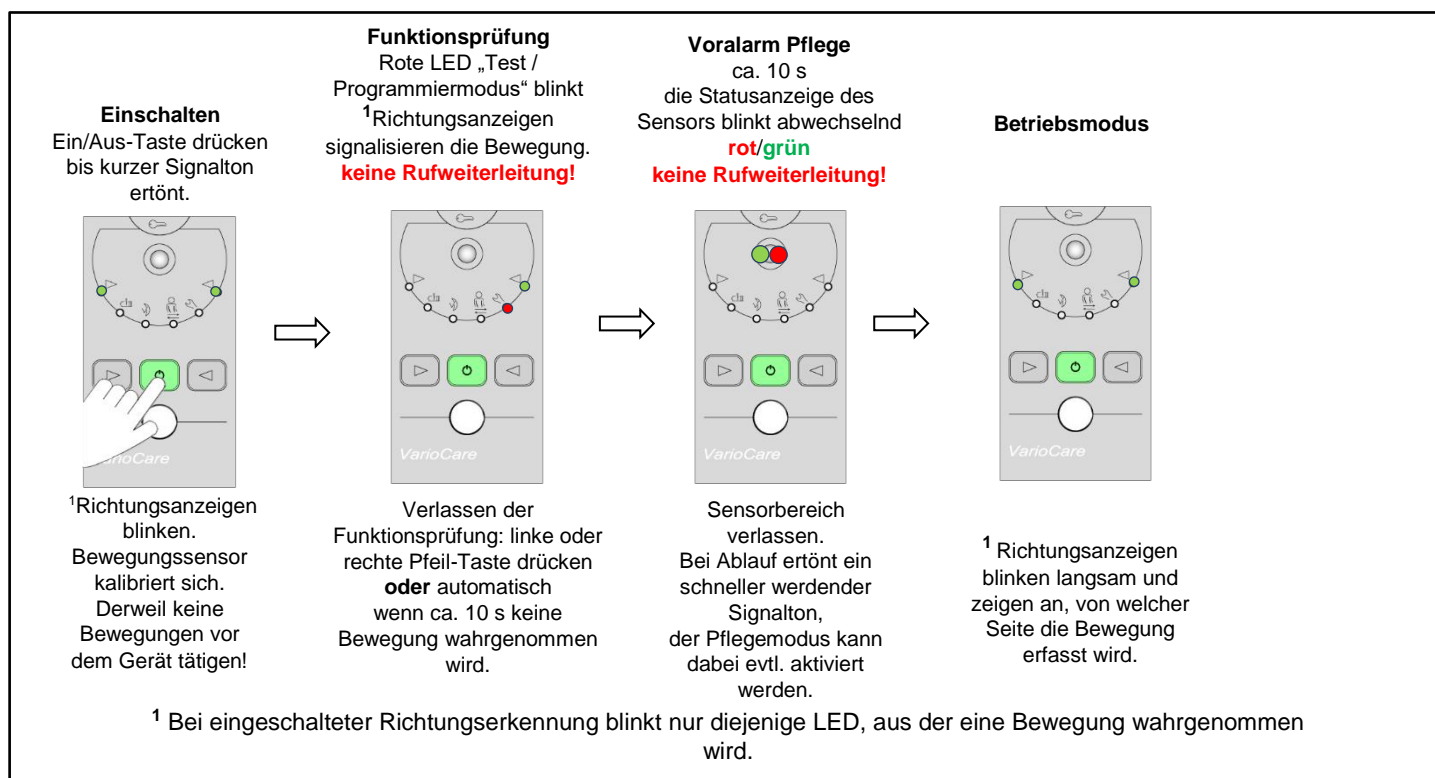 Einschalten
Ein/Aus-Taste drücken
bis kurzer Signalton
ertönt.
VarioCare
¹Richtungsanzeigen
blinken.
Bewegungssensor
kalibriert sich.
Derweil keine
Bewegungen vor
dem Gerät tätigen!
Funktionsprüfung
Rote LED „Test /
Programmiermodus“ blinkt
¹Richtungsanzeigen
signalisieren die Bewegung.
keine Rufweiterleitung!
VarioCare
Verlassen der
Funktionsprüfung: linke oder
rechte Pfeil-Taste drücken
oder automatisch
wenn ca. 10 s keine
Bewegung wahrgenommen
wird.
Voralarm Pflege
ca. 10 s
die Statusanzeige des
Sensors blinkt abwechselnd
rot/grün
keine Rufweiterleitung!
VarioCare
Sensorbereich
verlassen.
Bei Ablauf ertönt ein
schneller werdender
Signalton,
der Pflegemodus kann
dabei evtl. aktiviert
werden.
Betriebsmodus
VarioCare
¹ Richtungsanzeigen
blinken langsam und
zeigen an, von welcher
Seite die Bewegung
erfasst wird.
¹ Bei eingeschalteter Richtungserkennung blinkt nur diejenige LED, aus der eine Bewegung wahrgenommen
wird.